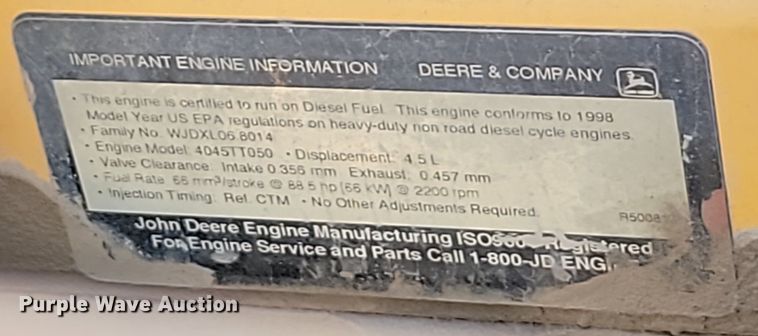 IMPORTANT ENGINE INFORMATION DEERE & COMPANY
• This engine is certified to run on Diesel Fuel. This engine conforms to 1998
Model Year US EPA regulations on heavy-duty non road diesel cycle engines.
• Family No. WJDXL06.8014
• Engine Model: 4045TT050 • Displacement: 4.5 L
• Valve Clearance: Intake 0.356 mm Exhaust: 0.457 mm
• Fuel Rate: 66 mm³/stroke @ 88.5 hp (66 kW) @ 2200 rpm
• Injection Timing: Ref. CTM • No Other Adjustments Required. R5008
John Deere Engine Manufacturing Registered
For Engine Service and Parts Call 1-800-JD ENG
Purple Wave Auction